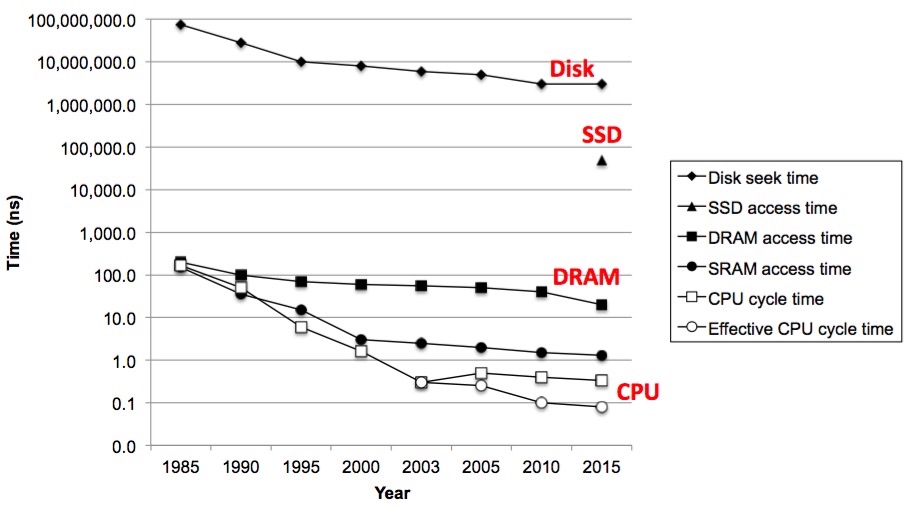 100,000,000.0
10,000,000.0
1,000,000.0
100,000.0
10,000.0
1,000.0
100.0
10.0
1.0
0.1
0.0
Time (ns)
Disk
SSD
DRAM
CPU
1985 1990 1995 2000 2003 2005 2010 2015
Year
Disk seek time
SSD access time
DRAM access time
SRAM access time
CPU cycle time
Effective CPU cycle time